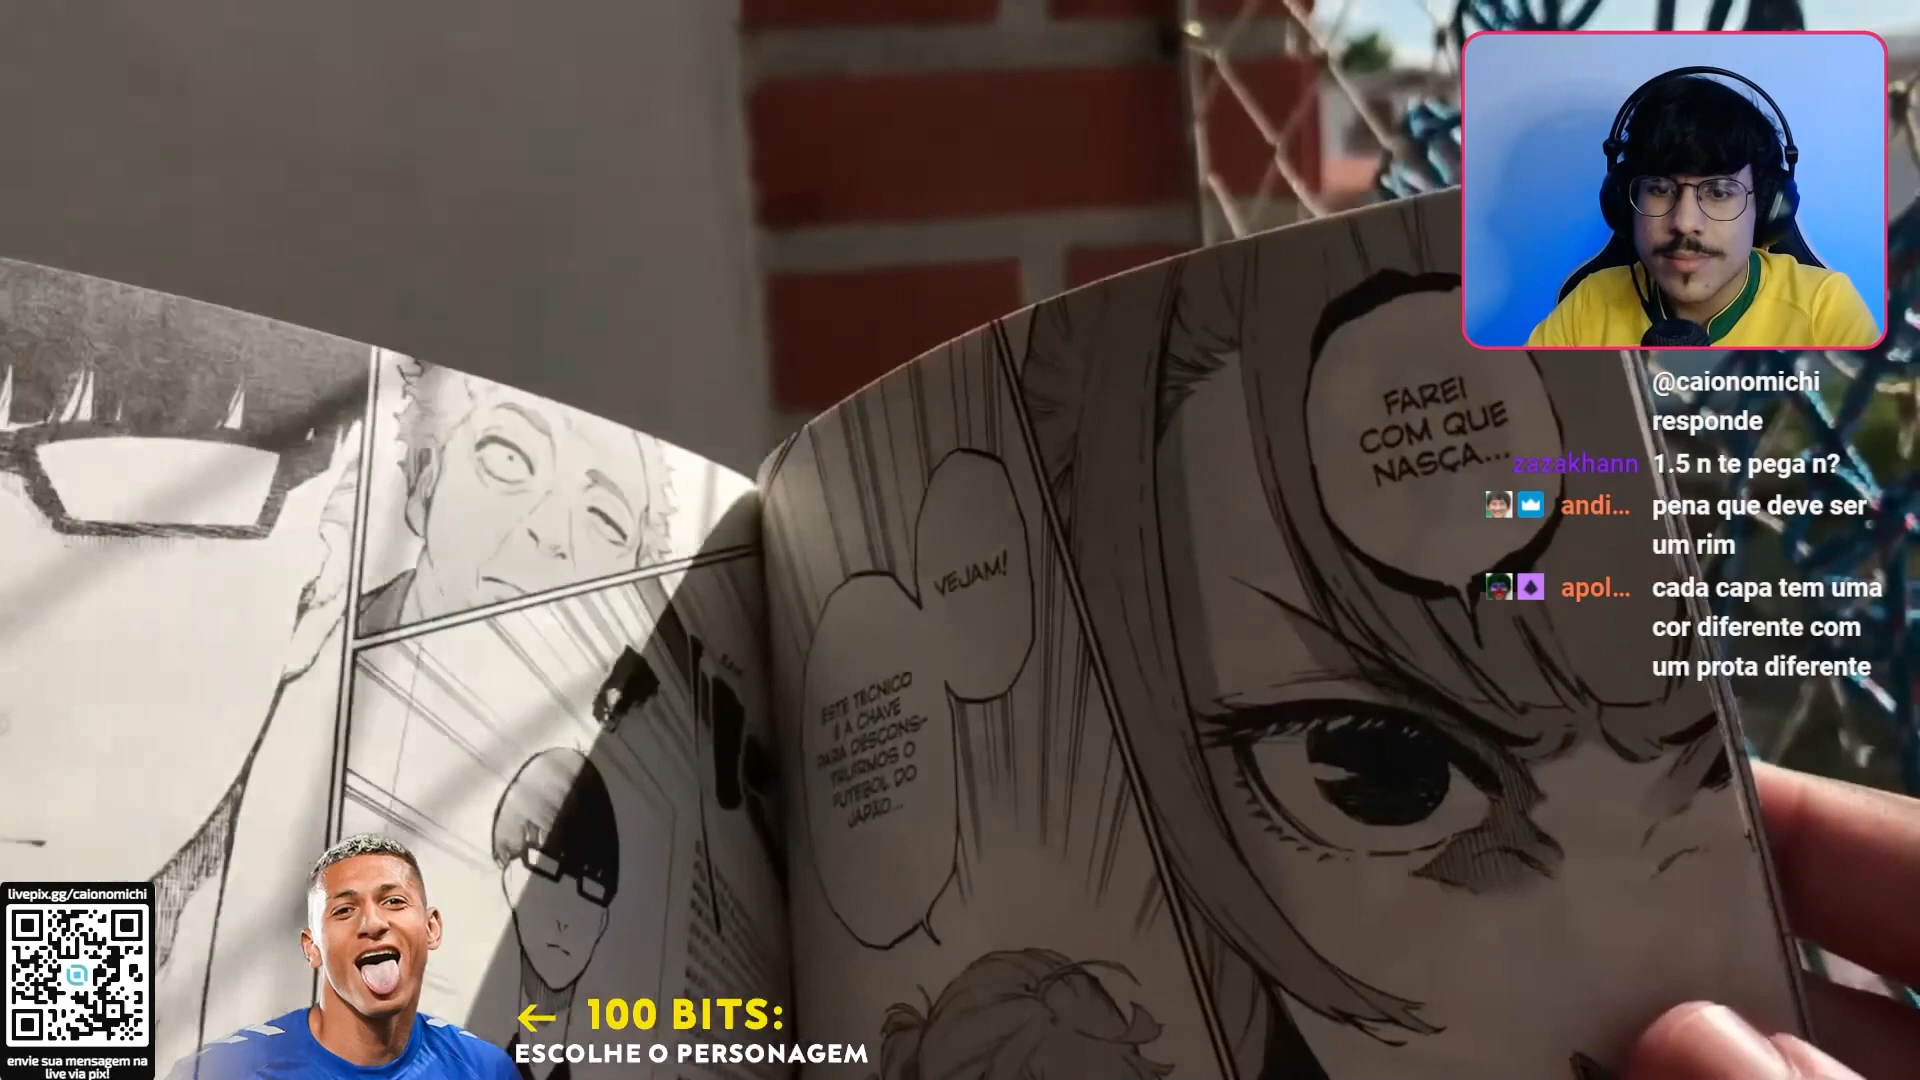 FAREI
COM QUE
NASÇA...
VEJAM!
ESTE TÉCNICO
É A CHAVE
PARA DESCONS-
TRUIRMOS O
FUTEBOL DO
JAPÃO...
@caionomichi
responde
zazakhann 1.5 n te pega n?
andi... pena que deve ser
um rim
apol... cada capa tem uma
cor diferente com
um prota diferente
livepix.gg/caionomichi
envie sua mensagem na
live via pix!
← 100 BITS:
ESCOLHE O PERSONAGEM